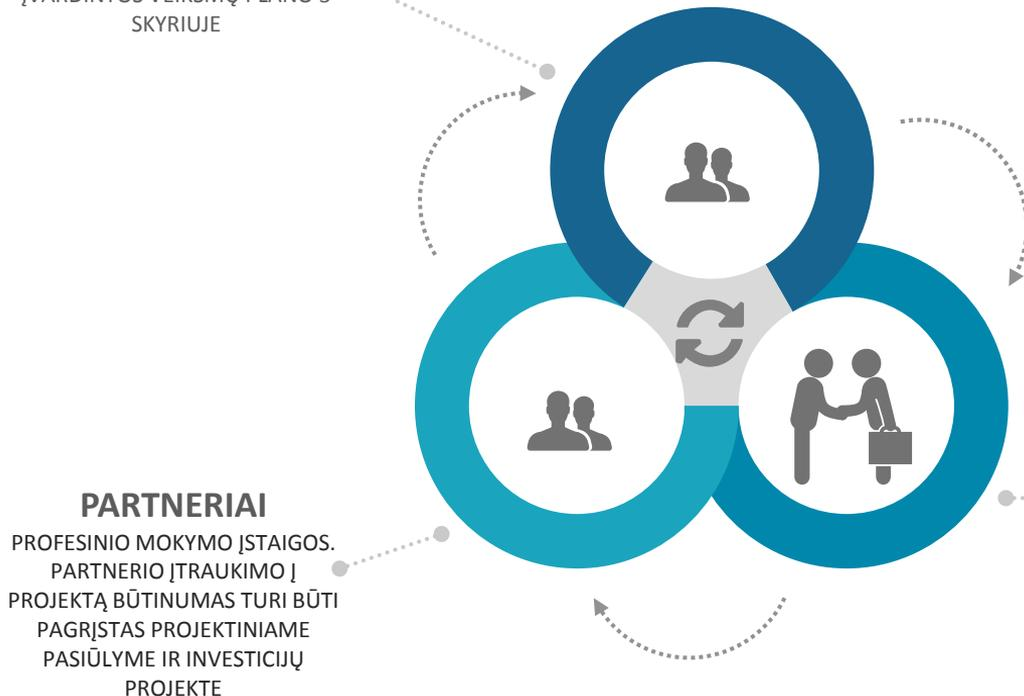 SKYRIUJE
PARTNERIAI
PROFESINIO MOKYMO ĮSTAIGOS.
PARTNERIO ĮTRAUKIMO Į
PROJEKTĄ BŪTINUMAS TURI BŪTI
PAGRĮSTAS PROJEKTINIAME
PASIŪLYME IR INVESTICIJŲ
PROJEKTE